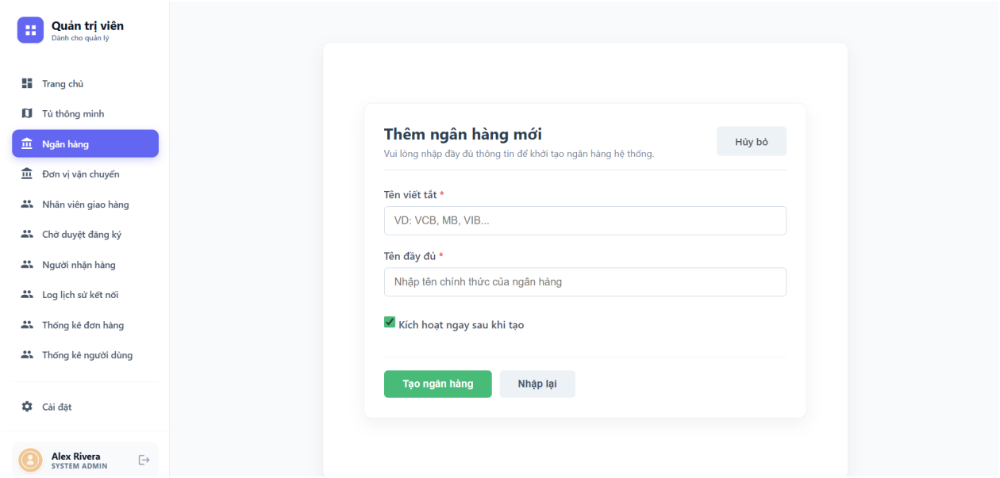 Quản trị viên
Dành cho quản lý
Trang chủ
Tủ thông minh
Ngân hàng
Đơn vị vận chuyển
Nhân viên giao hàng
Chờ duyệt đăng ký
Người nhận hàng
Log lịch sử kết nối
Thống kê đơn hàng
Thống kê người dùng
Cài đặt
Alex Rivera
SYSTEM ADMIN
Thêm ngân hàng mới
Vui lòng nhập đầy đủ thông tin để khởi tạo ngân hàng hệ thống.
Hủy bỏ
Tên viết tắt *
VD: VCB, MB, VIB...
Tên đầy đủ *
Nhập tên chính thức của ngân hàng
Kích hoạt ngay sau khi tạo
Tạo ngân hàng
Nhập lại